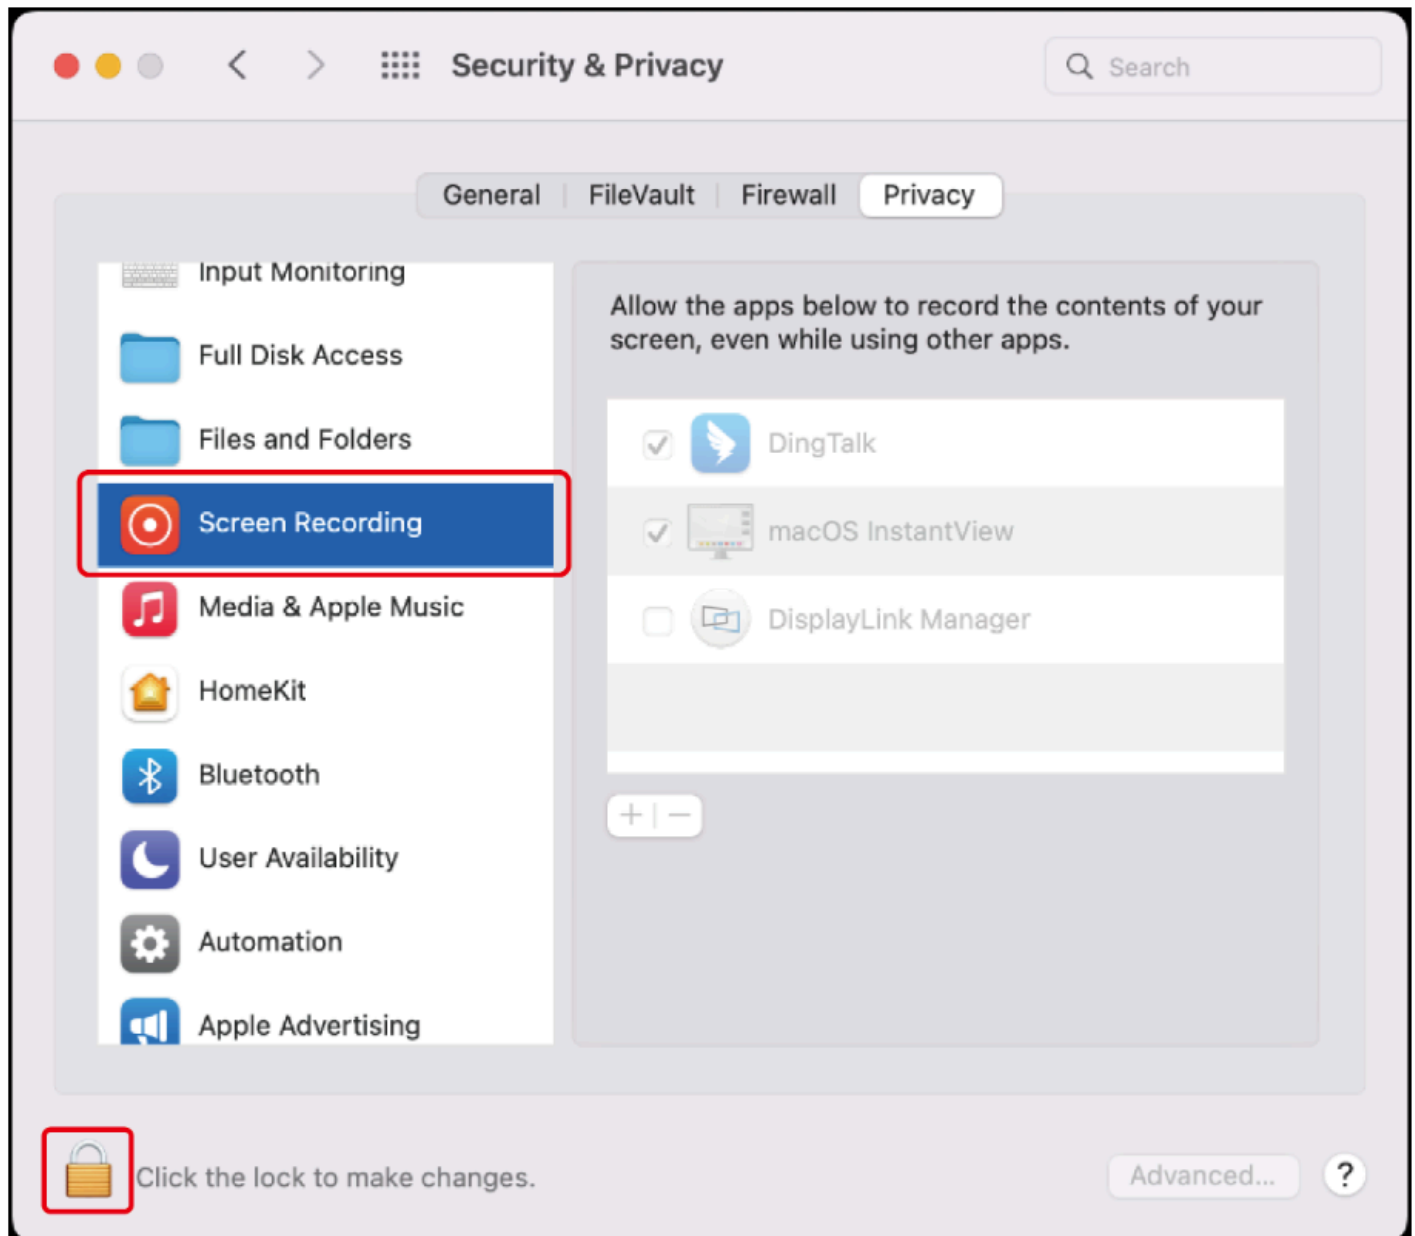 Security & Privacy
Search
General
FileVault
Firewall
Privacy
Input Monitoring
Full Disk Access
Files and Folders
Screen Recording
Media & Apple Music
HomeKit
Bluetooth
User Availability
Automation
Apple Advertising
Allow the apps below to record the contents of your
screen, even while using other apps.
DingTalk
macOS InstantView
DisplayLink Manager
Click the lock to make changes.
Advanced...
?